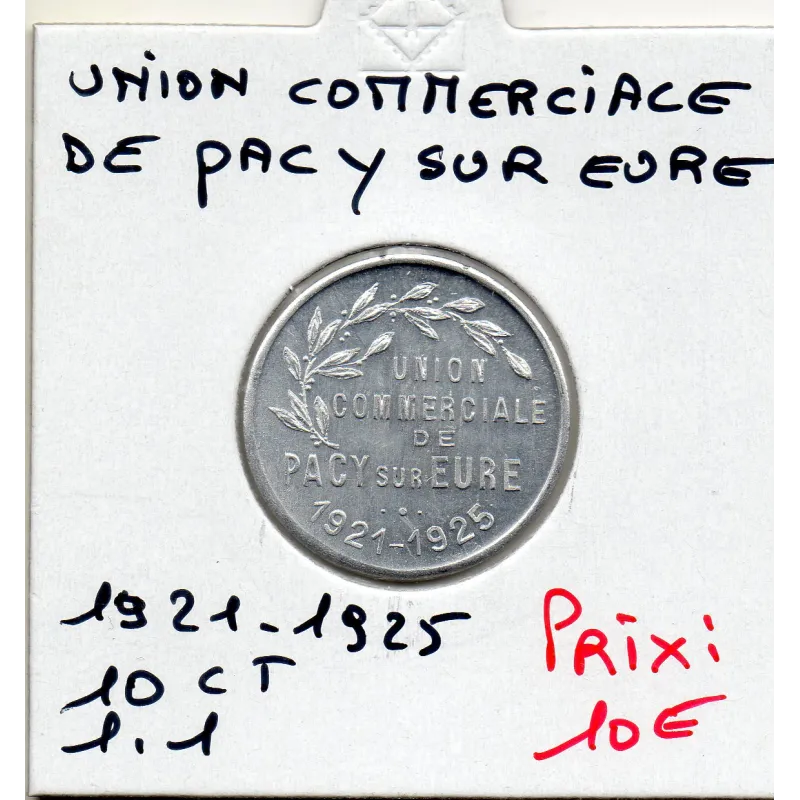 UNION COMMERCIALE
DE PACY SUR EURE
UNION
COMMERCIALE
DE
PACY SUR EURE
1921-1925
1921-1925
10 CT
1.1
PRIX:
10€